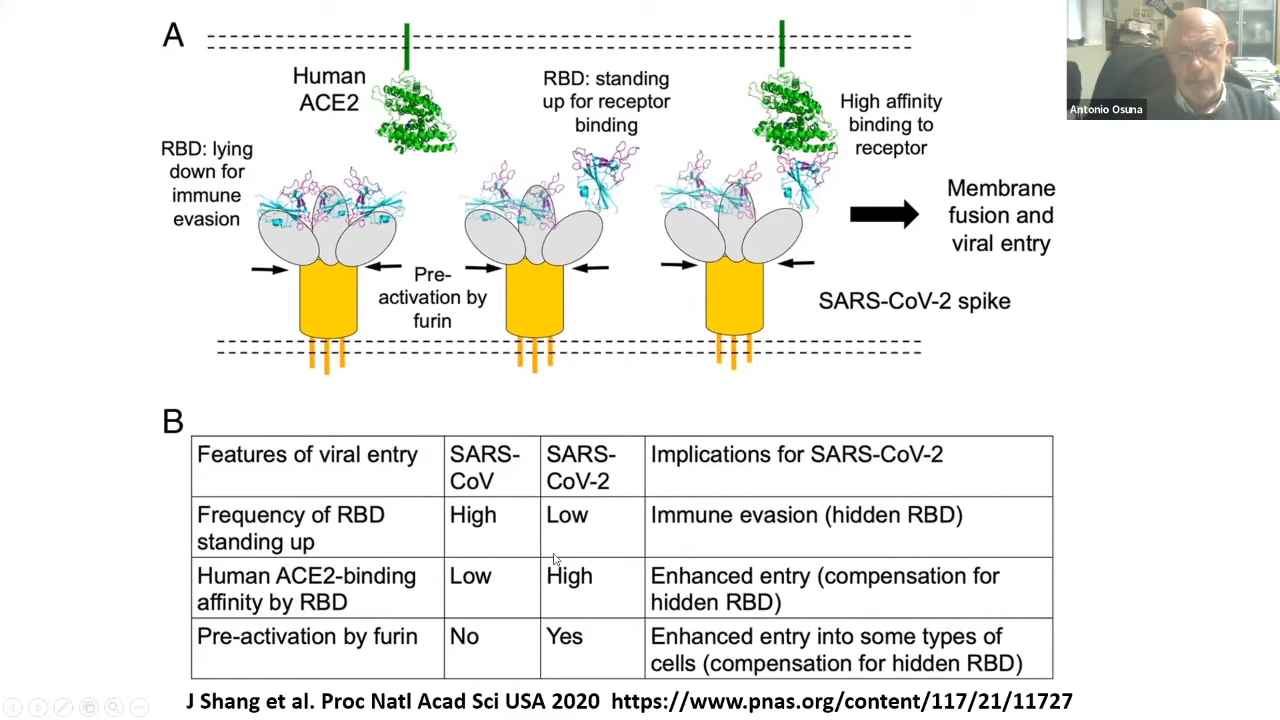 A
Human
ACE2
RBD: standing
up for receptor
binding
High affinity
binding to
receptor
RBD: lying
down for
immune
evasion
Membrane
fusion and
viral entry
Pre-
activation by
furin
SARS-CoV-2 spike
Antonio Osuna
B
Features of viral entry
SARS-
CoV
SARS-
CoV-2
Implications for SARS-CoV-2
Frequency of RBD
standing up
High
Low
Immune evasion (hidden RBD)
Human ACE2-binding
affinity by RBD
Low
High
Enhanced entry (compensation for
hidden RBD)
Pre-activation by furin
No
Yes
Enhanced entry into some types of
cells (compensation for hidden RBD)
J Shang et al. Proc Natl Acad Sci USA 2020 https://www.pnas.org/content/117/21/11727